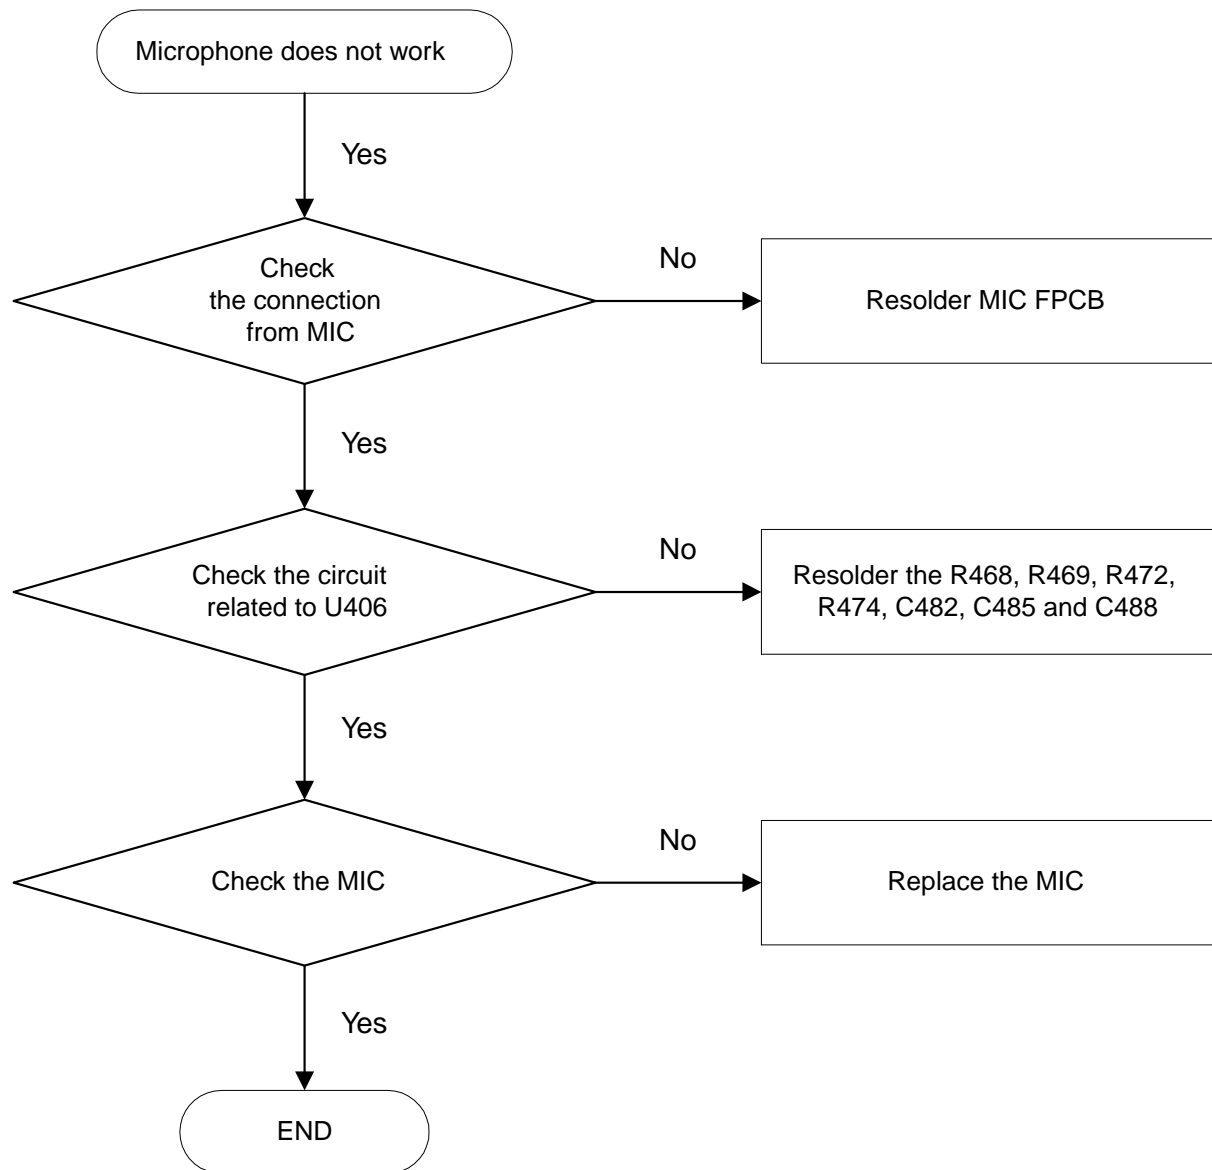 Microphone does not work
Yes
Check
the connection
from MIC
No
Resolder MIC FPCB
Yes
Check the circuit
related to U406
No
Resolder the R468, R469, R472,
R474, C482, C485 and C488
Yes
Check the MIC
No
Replace the MIC
Yes
END